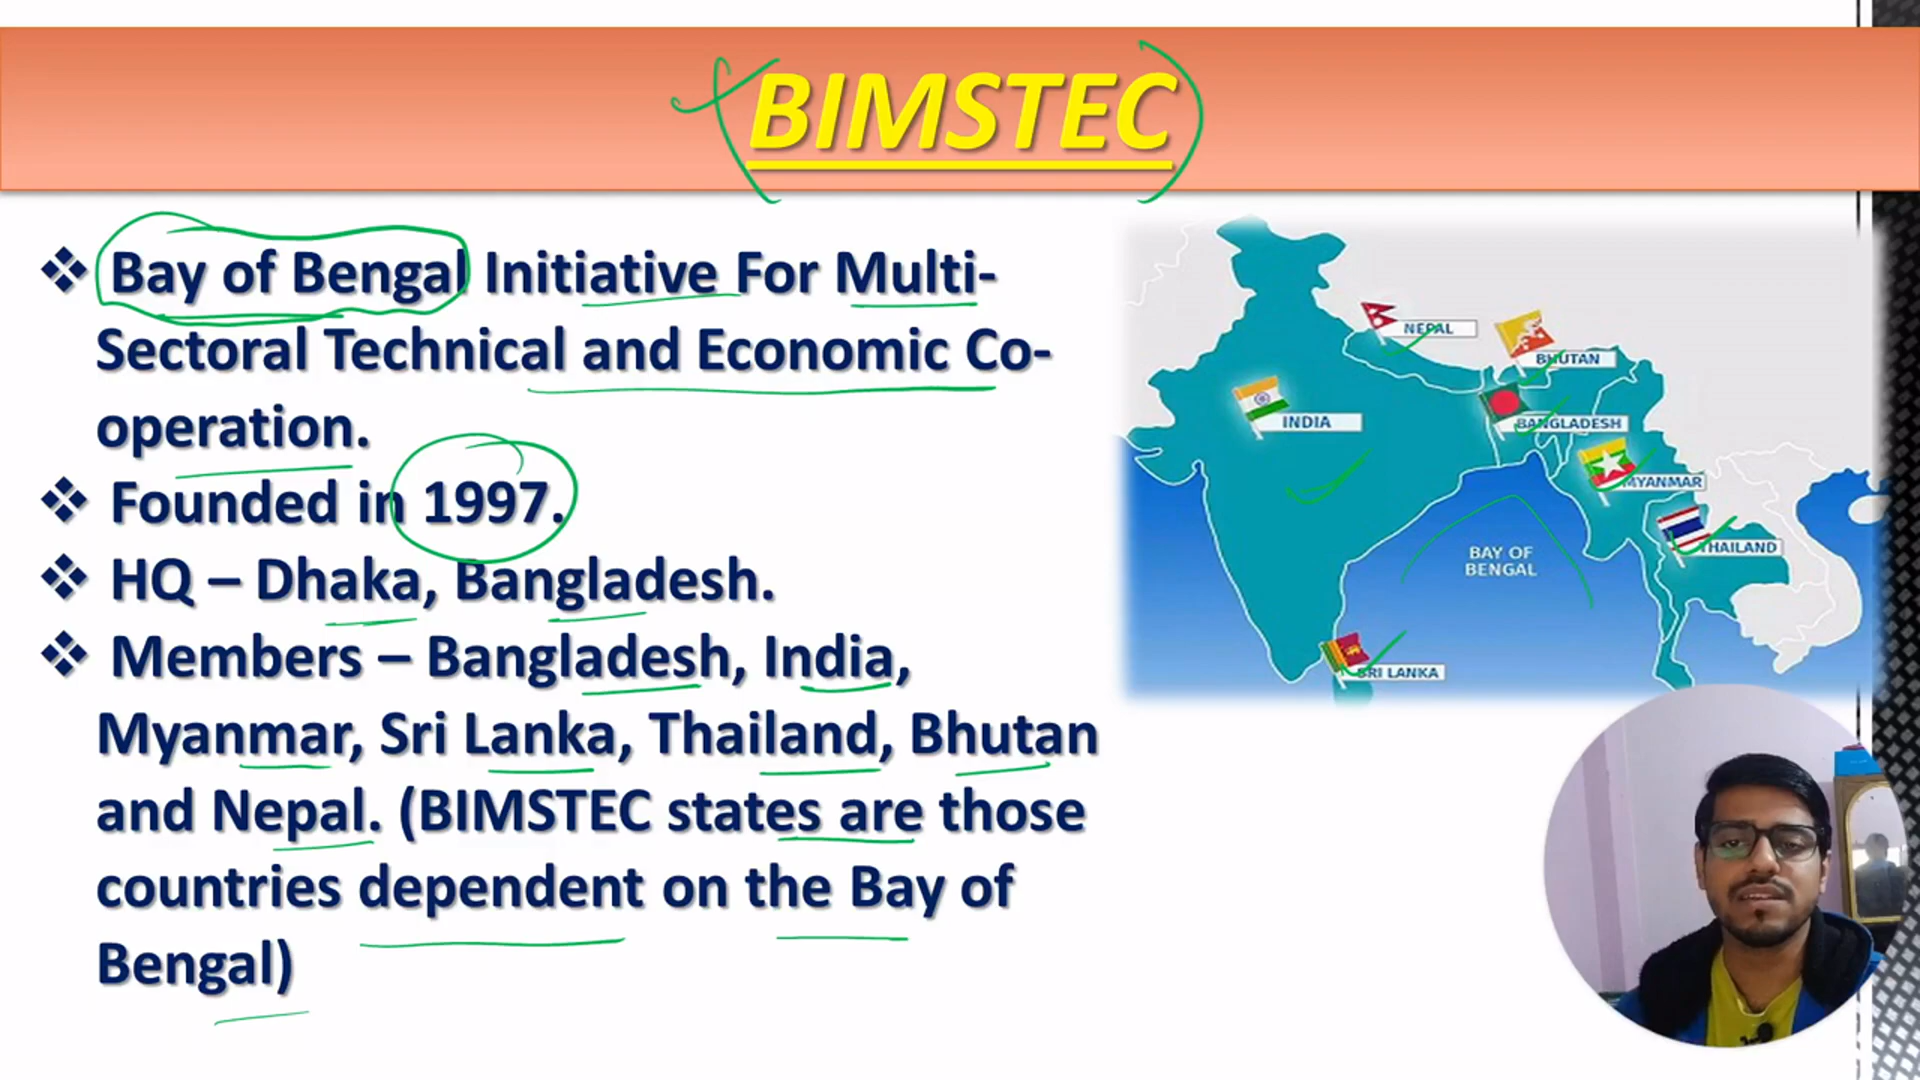 BIMSTEC
❖ Bay of Bengal Initiative For Multi-
Sectoral Technical and Economic Co-
operation.
❖ Founded in 1997.
❖ HQ – Dhaka, Bangladesh.
❖ Members – Bangladesh, India,
Myanmar, Sri Lanka, Thailand, Bhutan
and Nepal. (BIMSTEC states are those
countries dependent on the Bay of
Bengal)
NEPAL
BHUTAN
INDIA
BANGLADESH
MYANMAR
THAILAND
BAY OF
BENGAL
SRI LANKA